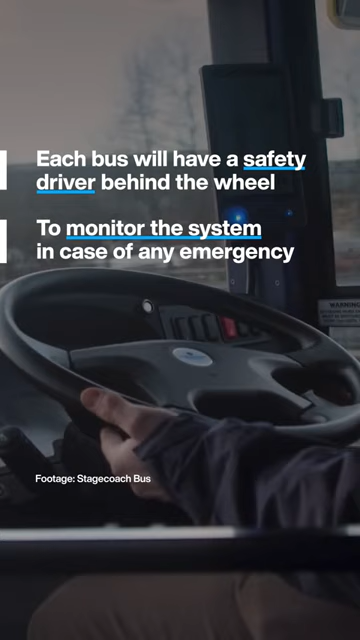 Each bus will have a safety
driver behind the wheel
To monitor the system
in case of any emergency
WARNING
Footage: Stagecoach Bus